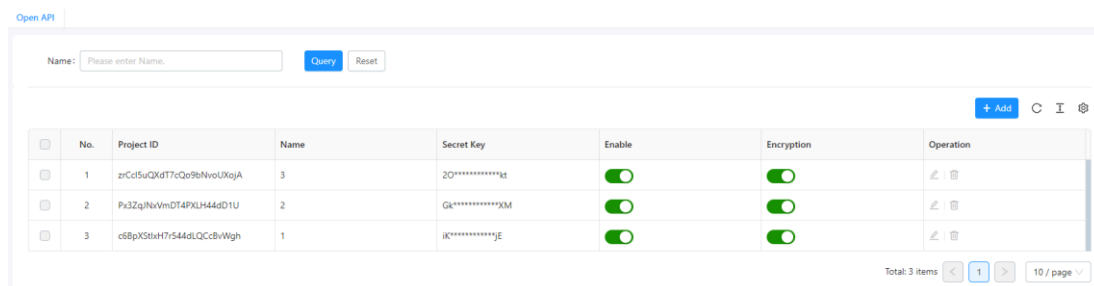 Open API
Name: Please enter Name. Query Reset
+ Add
No. Project ID Name Secret Key Enable Encryption Operation
1 zrCcl5uQXdT7cQo9bNvoUXojA 3 2O************kt
2 Px3ZqJNxVmDT4PXLH44dD1U 2 Gk************XM
3 c6BpXStlxH7r544dLQCcBvWgh 1 iK************jE
Total: 3 items < 1 > 10 / page